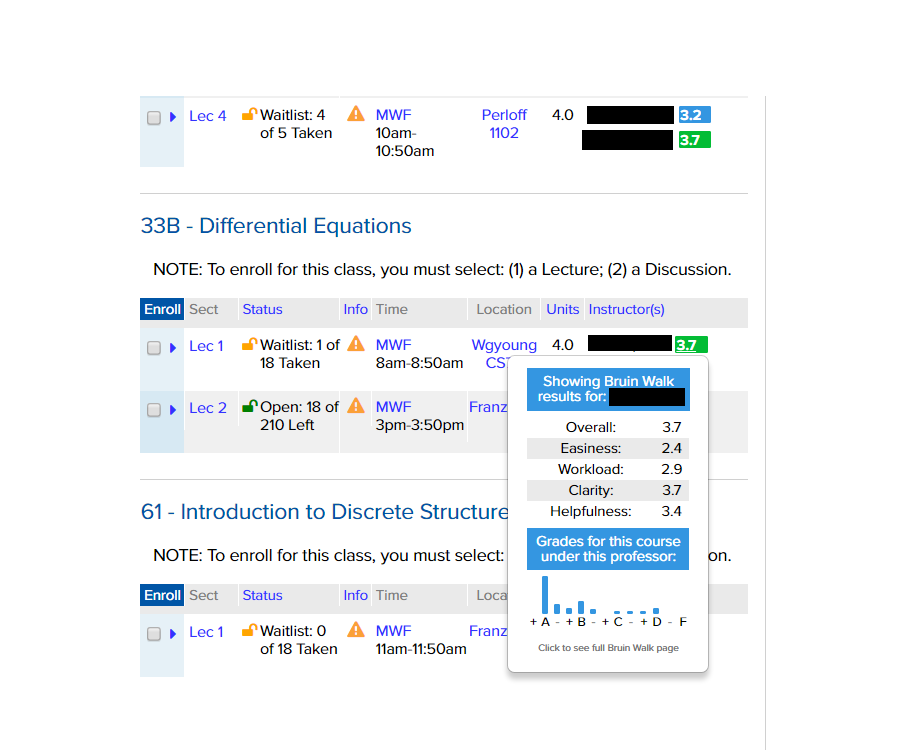 Lec 4 Waitlist: 4 MWF Perloff 4.0 3.2
of 5 Taken 10am- 1102 3.7
10:50am
33B - Differential Equations
NOTE: To enroll for this class, you must select: (1) a Lecture; (2) a Discussion.
Enroll Sect Status Info Time Location Units Instructor(s)
Lec 1 Waitlist: 1 of MWF Wgyoung 4.0 3.7
18 Taken 8am-8:50am
Lec 2 Open: 18 of MWF Franz
210 Left 3pm-3:50pm
Showing Bruin Walk
results for:
Overall: 3.7
Easiness: 2.4
Workload: 2.9
Clarity: 3.7
Helpfulness: 3.4
Grades for this course
under this professor:
+ A - + B - + C - + D - F
Click to see full Bruin Walk page
61 - Introduction to Discrete Structure
NOTE: To enroll for this class, you must select: on.
Enroll Sect Status Info Time Loca
Lec 1 Waitlist: 0 MWF Franz
of 18 Taken 11am-11:50am